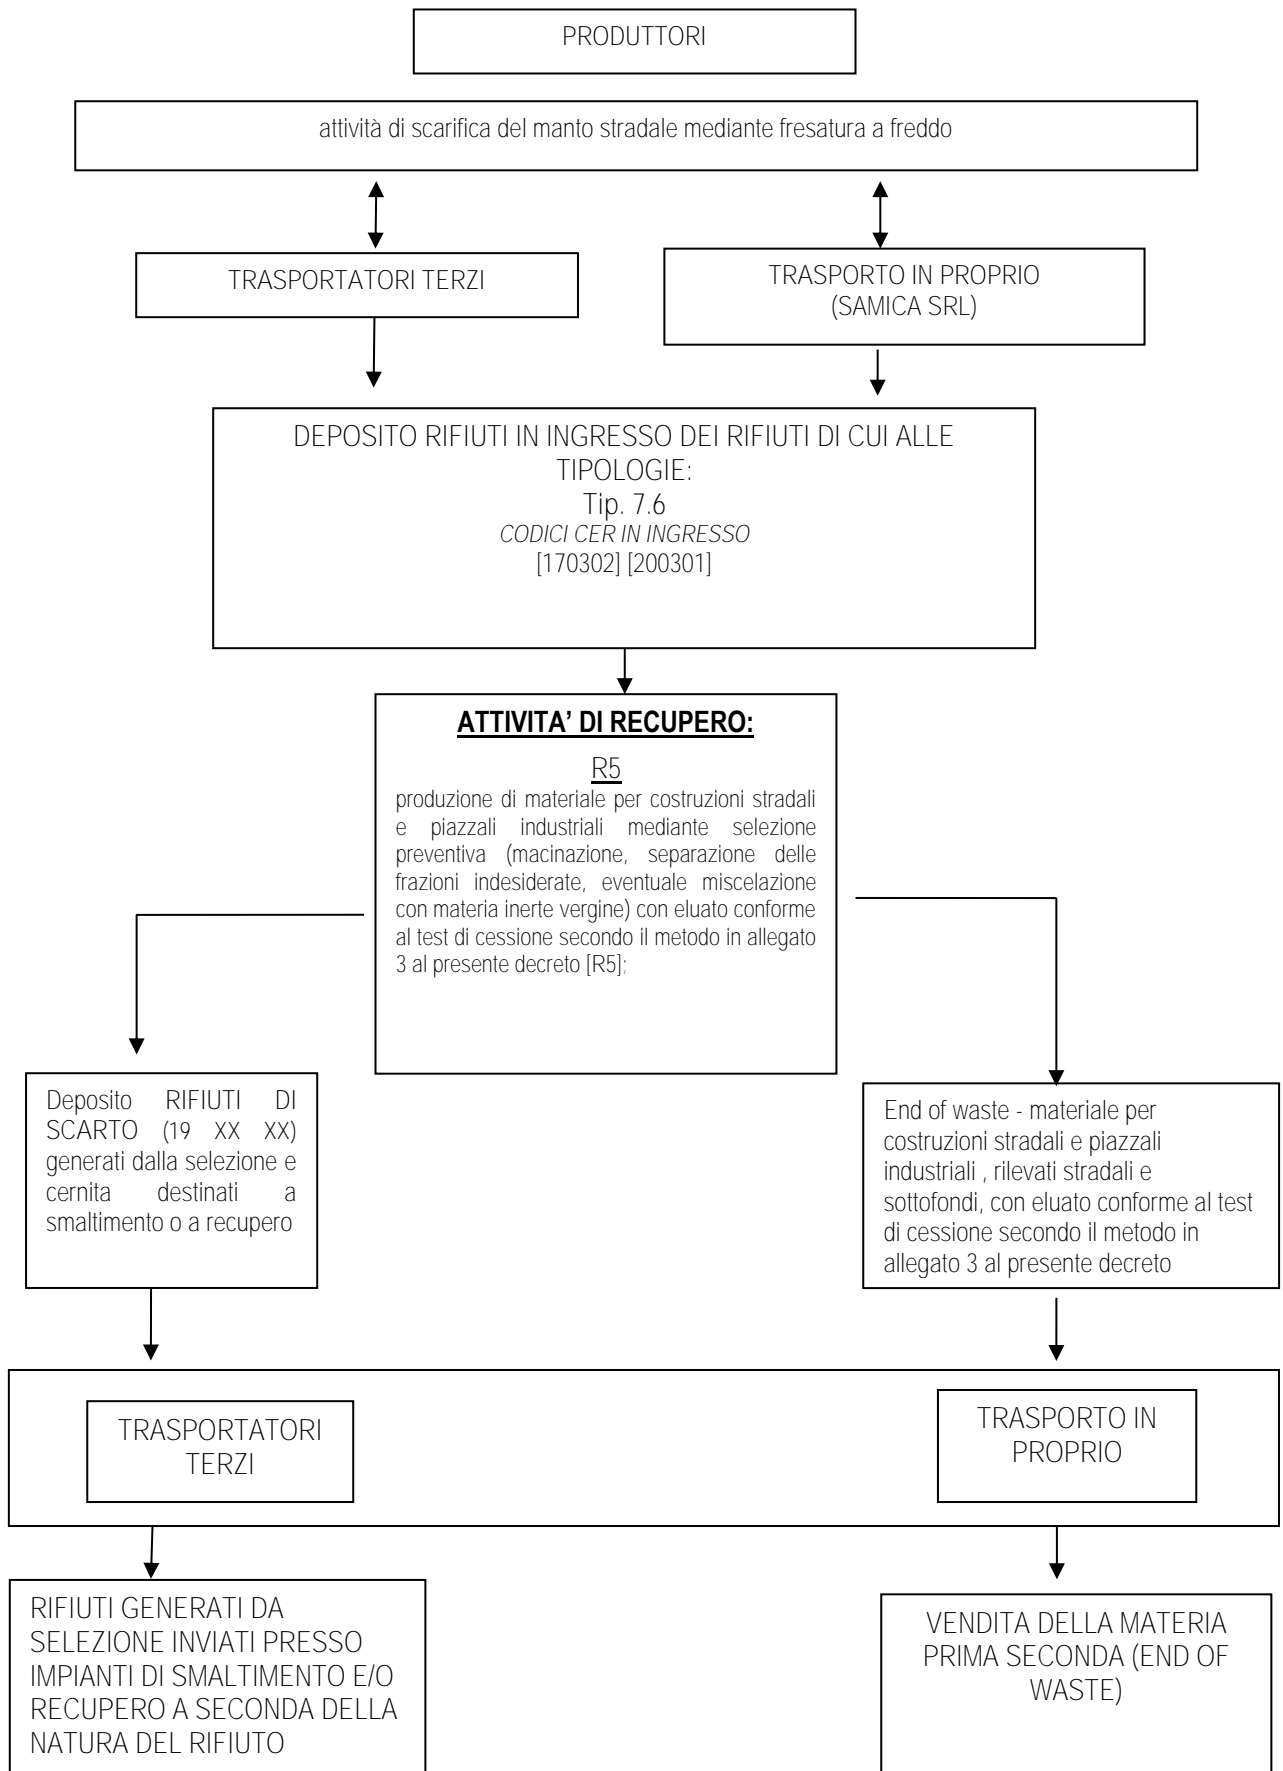 PRODUTTORI
attività di scarifica del manto stradale mediante fresatura a freddo
TRASPORTATORI TERZI
TRASPORTO IN PROPRIO
(SAMICA SRL)
DEPOSITO RIFIUTI IN INGRESSO DEI RIFIUTI DI CUI ALLE
TIPOLOGIE:
Tip. 7.6
CODICI CER IN INGRESSO
[170302] [200301]
ATTIVITA’ DI RECUPERO:
R5
produzione di materiale per costruzioni stradali
e piazzali industriali mediante selezione
preventiva (macinazione, separazione delle
frazioni indesiderate, eventuale miscelazione
con materia inerte vergine) con eluato conforme
al test di cessione secondo il metodo in allegato
3 al presente decreto [R5];
Deposito RIFIUTI DI
SCARTO (19 XX XX)
generati dalla selezione e
cernita destinati a
smaltimento o a recupero
End of waste - materiale per
costruzioni stradali e piazzali
industriali , rilevati stradali e
sottofondi, con eluato conforme al test
di cessione secondo il metodo in
allegato 3 al presente decreto
TRASPORTATORI
TERZI
TRASPORTO IN
PROPRIO
RIFIUTI GENERATI DA
SELEZIONE INVIATI PRESSO
IMPIANTI DI SMALTIMENTO E/O
RECUPERO A SECONDA DELLA
NATURA DEL RIFIUTO
VENDITA DELLA MATERIA
PRIMA SECONDA (END OF
WASTE)